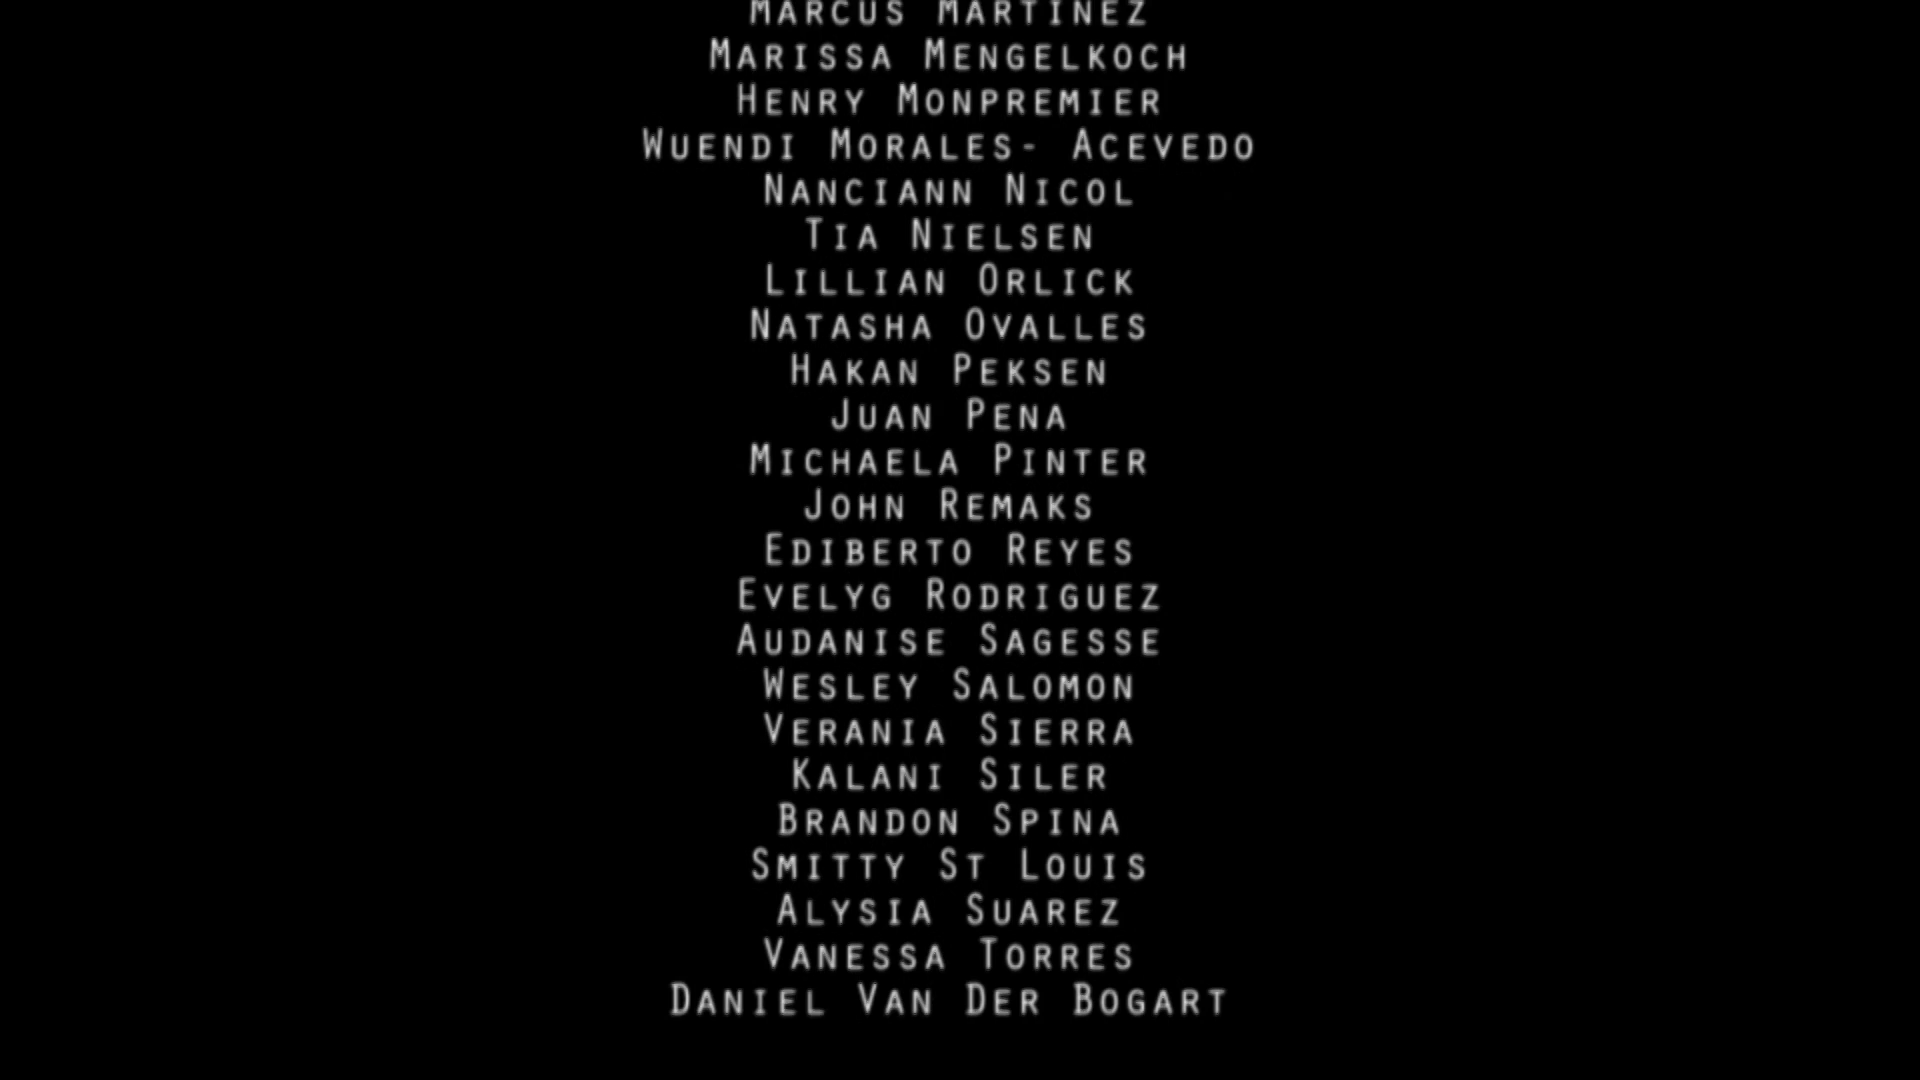 MARCUS MARTINEZ
MARISSA MENGELKOCH
HENRY MONPREMIER
WUENDI MORALES- ACEVEDO
NANCIANN NICOL
TIA NIELSEN
LILLIAN ORLICK
NATASHA OVALLES
HAKAN PEKSEN
JUAN PENA
MICHAELA PINTER
JOHN REMAKS
EDIBERTO REYES
EVELYG RODRIGUEZ
AUDANISE SAGESSE
WESLEY SALOMON
VERANIA SIERRA
KALANI SILER
BRANDON SPINA
SMITTY ST LOUIS
ALYSIA SUAREZ
VANESSA TORRES
DANIEL VAN DER BOGART